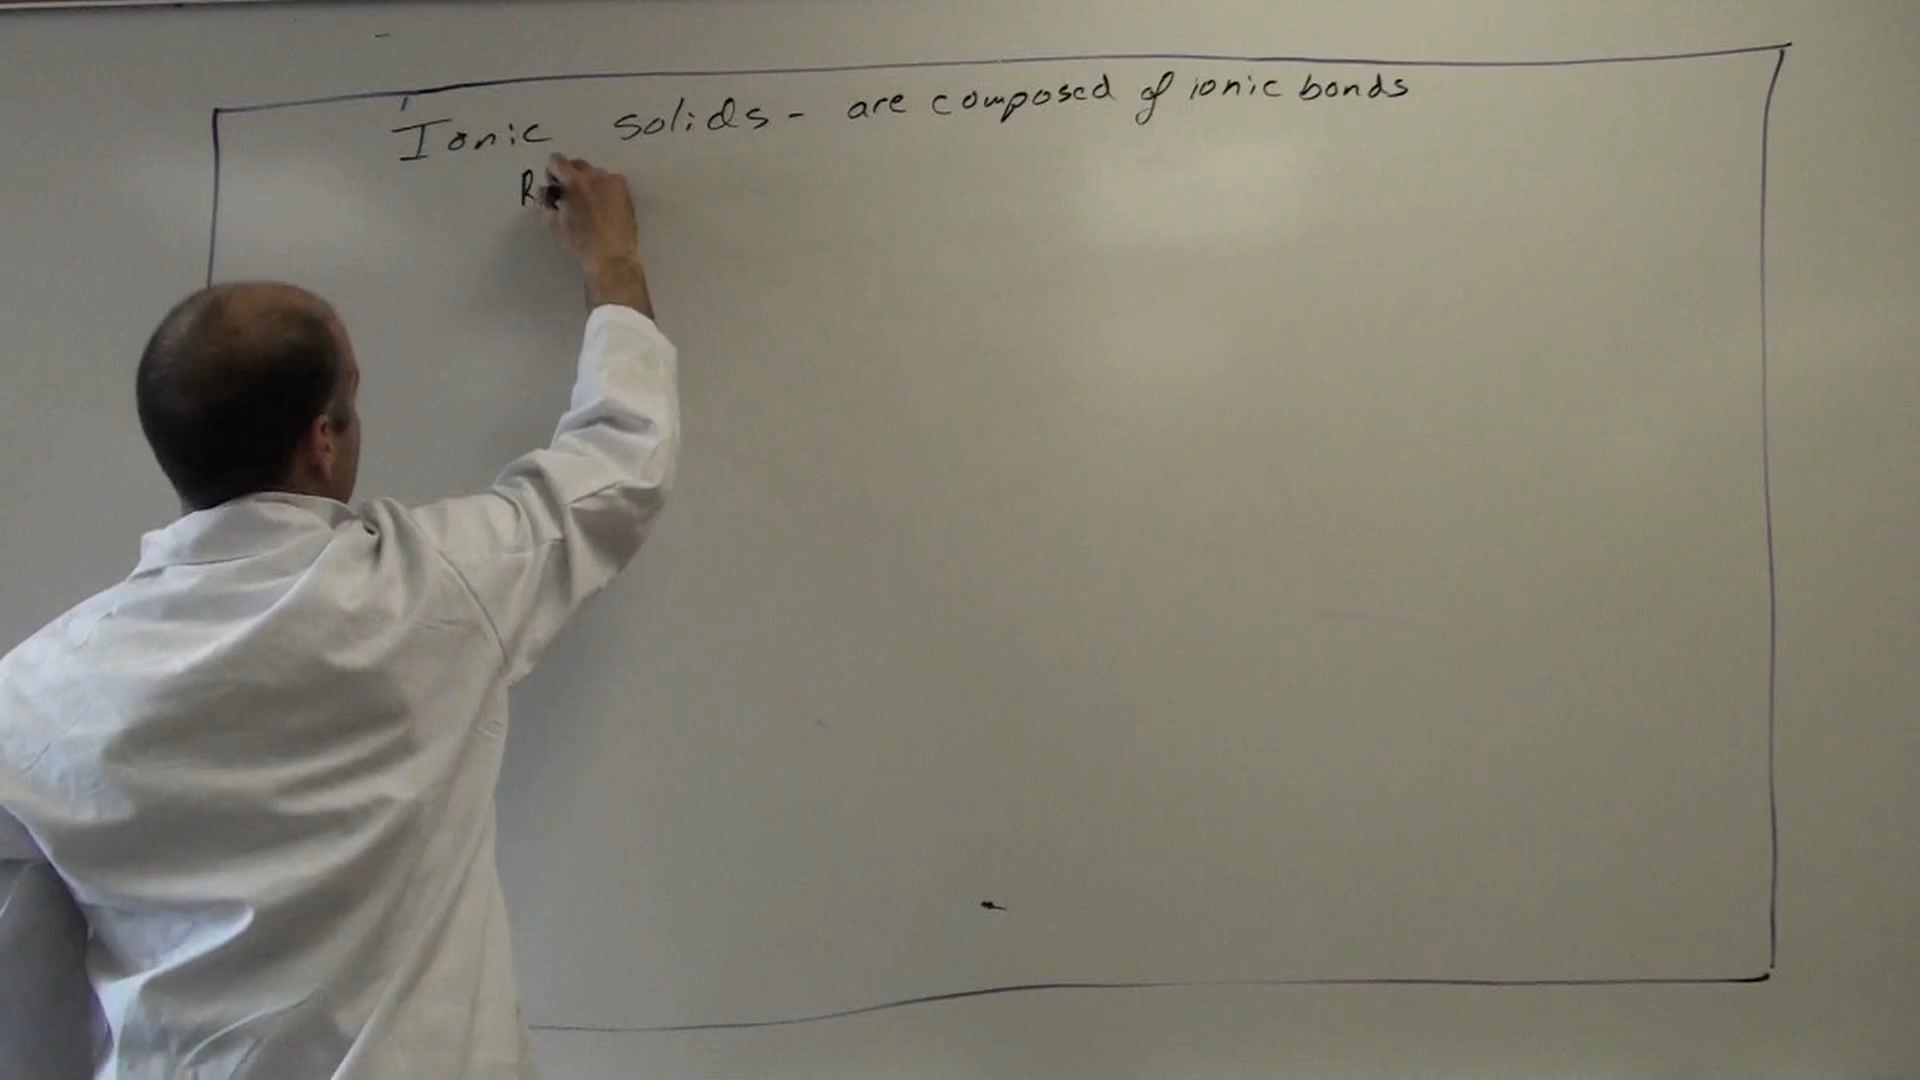 Ionic solids - are composed of ionic bonds
R